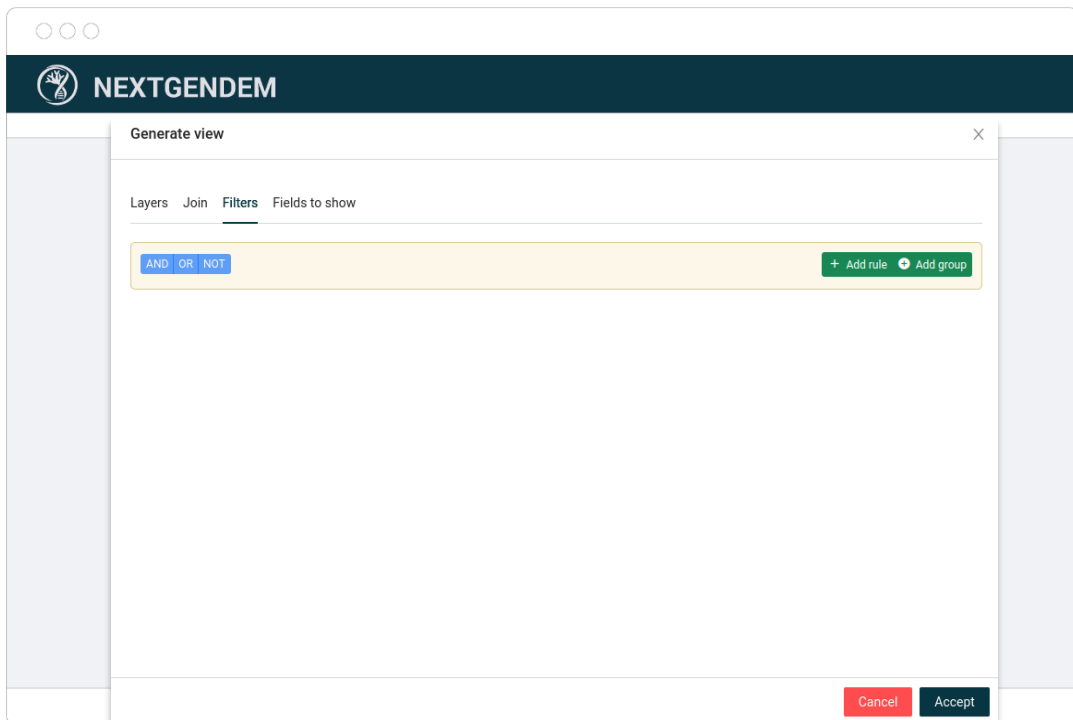 NEXTGENDEM
Generate view
Layers Join Filters Fields to show
AND OR NOT + Add rule Add group
Cancel Accept